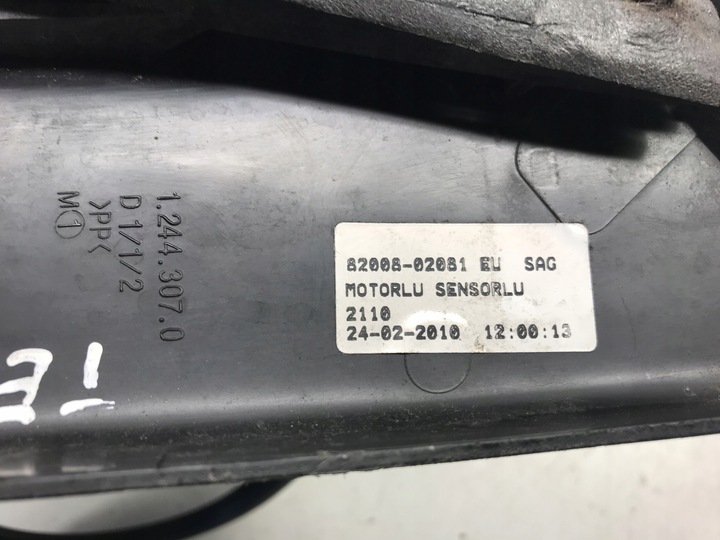 1.244.307.0
D 1/1/2
>PP<
M 1
82008-02081 EU SAG
MOTORLU SENSORLU
2110
24-02-2010 12:00:13